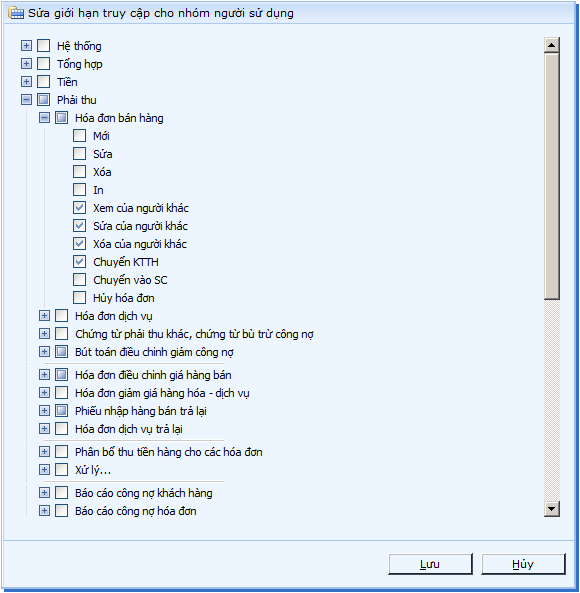 Sửa giới hạn truy cập cho nhóm người sử dụng
Hệ thống
Tổng hợp
Tiền
Phải thu
Hóa đơn bán hàng
Mới
Sửa
Xóa
In
Xem của người khác
Sửa của người khác
Xóa của người khác
Chuyển KTTH
Chuyển vào SC
Hủy hóa đơn
Hóa đơn dịch vụ
Chứng từ phải thu khác, chứng từ bù trừ công nợ
Bút toán điều chỉnh giảm công nợ
Hóa đơn điều chỉnh giá hàng bán
Hóa đơn giảm giá hàng hóa - dịch vụ
Phiếu nhập hàng bán trả lại
Hóa đơn dịch vụ trả lại
Phân bổ thu tiền hàng cho các hóa đơn
Xử lý...
Báo cáo công nợ khách hàng
Báo cáo công nợ hóa đơn
Lưu Hủy